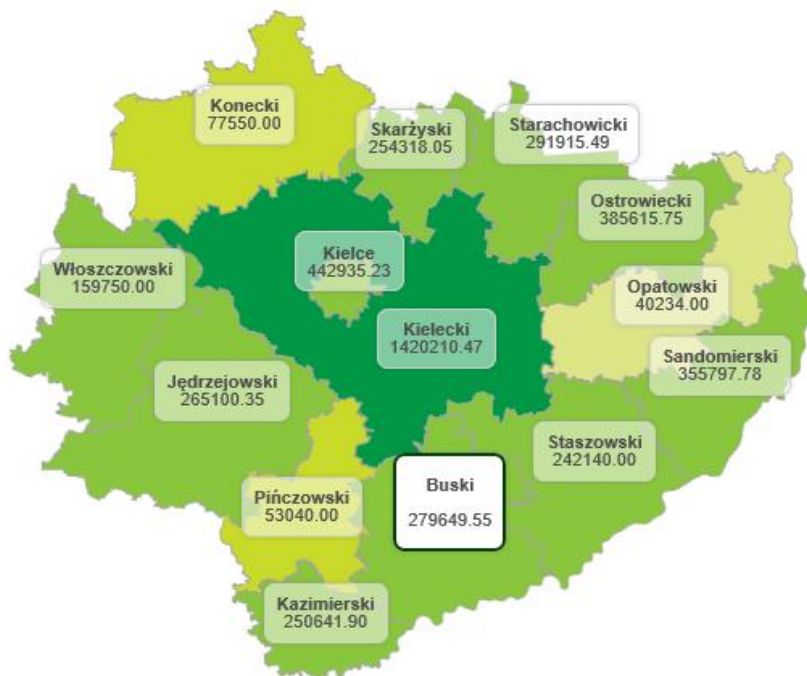 Konecki
77550.00
Skarżyski
254318.05
Starachowicki
291915.49
Ostrowiecki
385615.75
Kielce
442935.23
Włoszczowski
159750.00
Opatowski
40234.00
Kielecki
1420210.47
Sandomierski
355797.78
Jędrzejowski
265100.35
Staszowski
242140.00
Buski
279649.55
Pińczowski
53040.00
Kazimierski
250641.90